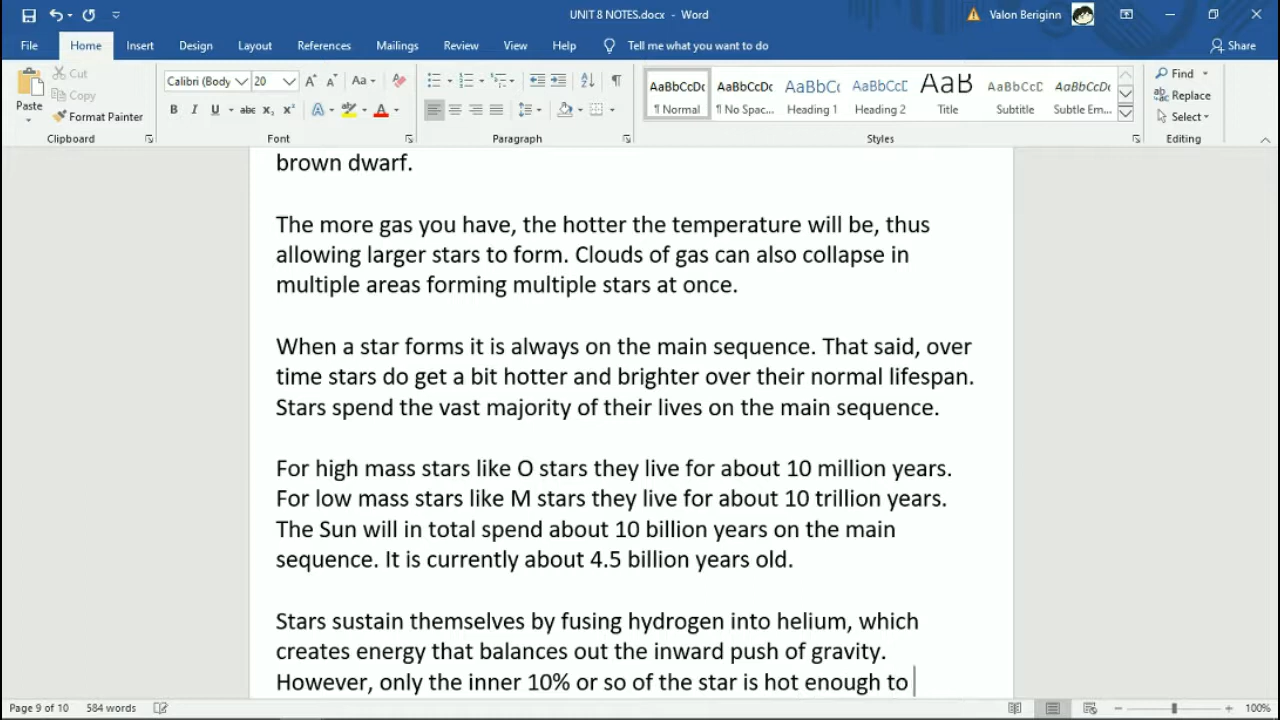 UNIT 8 NOTES.docx - Word
Valon Beriginn
File Home Insert Design Layout References Mailings Review View Help Tell me what you want to do Share
Paste
Cut
Copy
Format Painter
Clipboard
Calibri (Body 20
Aa
B I U abc x₂ x² A A
Font
Paragraph
AaBbCcDc AaBbCcDc AaBbCc AaBbCcD AaB AaBbCcD AaBbCcDc
¶ Normal ¶ No Spac... Heading 1 Heading 2 Title Subtitle Subtle Em...
Styles
Find
Replace
Select
Editing
brown dwarf.
The more gas you have, the hotter the temperature will be, thus
allowing larger stars to form. Clouds of gas can also collapse in
multiple areas forming multiple stars at once.
When a star forms it is always on the main sequence. That said, over
time stars do get a bit hotter and brighter over their normal lifespan.
Stars spend the vast majority of their lives on the main sequence.
For high mass stars like O stars they live for about 10 million years.
For low mass stars like M stars they live for about 10 trillion years.
The Sun will in total spend about 10 billion years on the main
sequence. It is currently about 4.5 billion years old.
Stars sustain themselves by fusing hydrogen into helium, which
creates energy that balances out the inward push of gravity.
However, only the inner 10% or so of the star is hot enough to
Page 9 of 10 584 words 100%